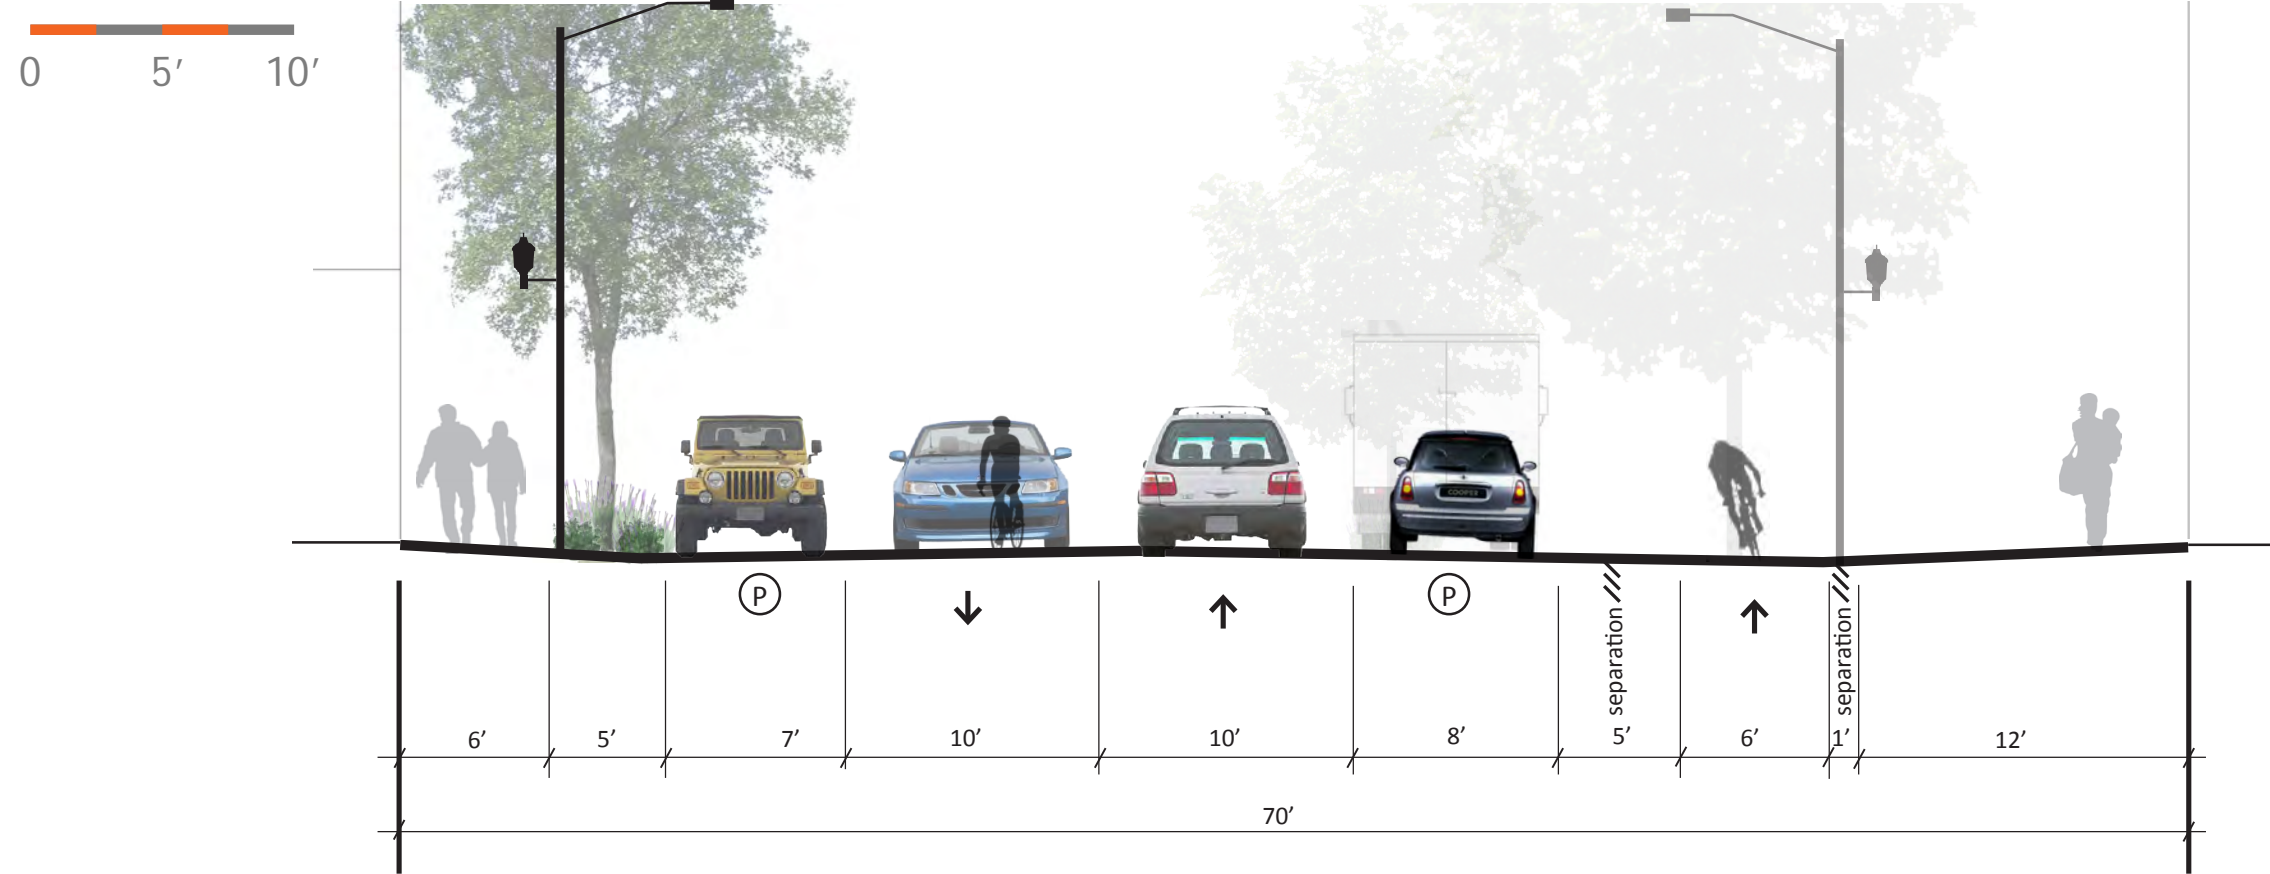 0 5′ 10′
COOPER
P P
separation separation
6′ 5′ 7′ 10′ 10′ 8′ 5′ 6′ 1′ 12′
70′